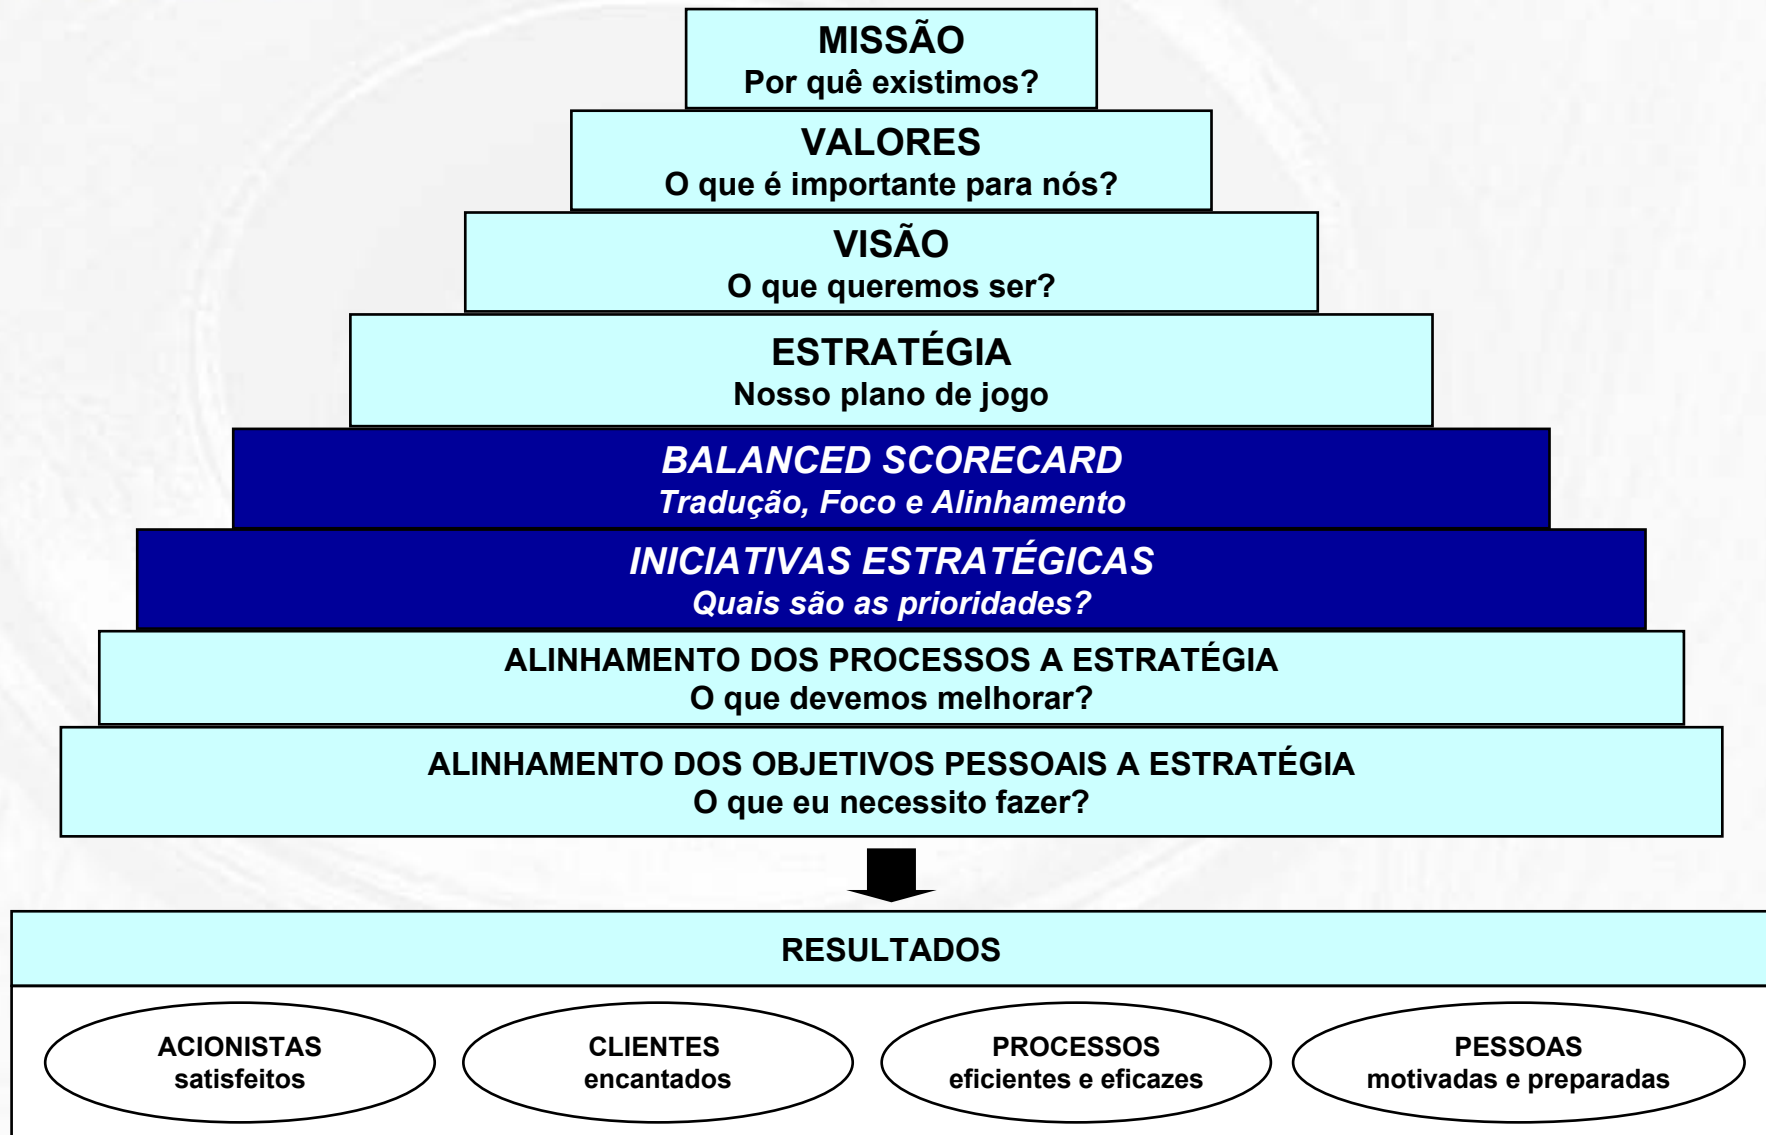 MISSÃO
Por quê existimos?
VALORES
O que é importante para nós?
VISÃO
O que queremos ser?
ESTRATÉGIA
Nosso plano de jogo
BALANCED SCORECARD
Tradução, Foco e Alinhamento
INICIATIVAS ESTRATÉGICAS
Quais são as prioridades?
ALINHAMENTO DOS PROCESSOS A ESTRATÉGIA
O que devemos melhorar?
ALINHAMENTO DOS OBJETIVOS PESSOAIS A ESTRATÉGIA
O que eu necessito fazer?
RESULTADOS
ACIONISTAS
satisfeitos
CLIENTES
encantados
PROCESSOS
eficientes e eficazes
PESSOAS
motivadas e preparadas